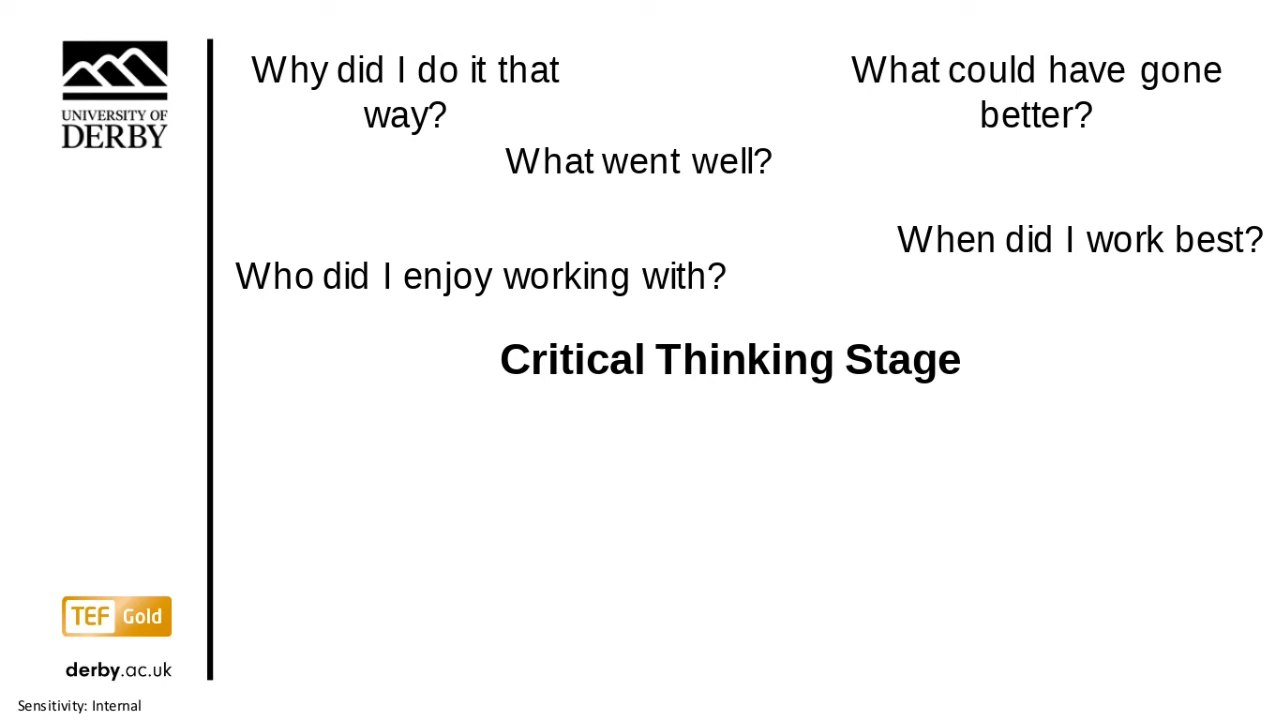 UNIVERSITY OF
DERBY
Why did I do it that
way?
What could have gone
better?
What went well?
When did I work best?
Who did I enjoy working with?
Critical Thinking Stage
TEF Gold
derby.ac.uk
Sensitivity: Internal